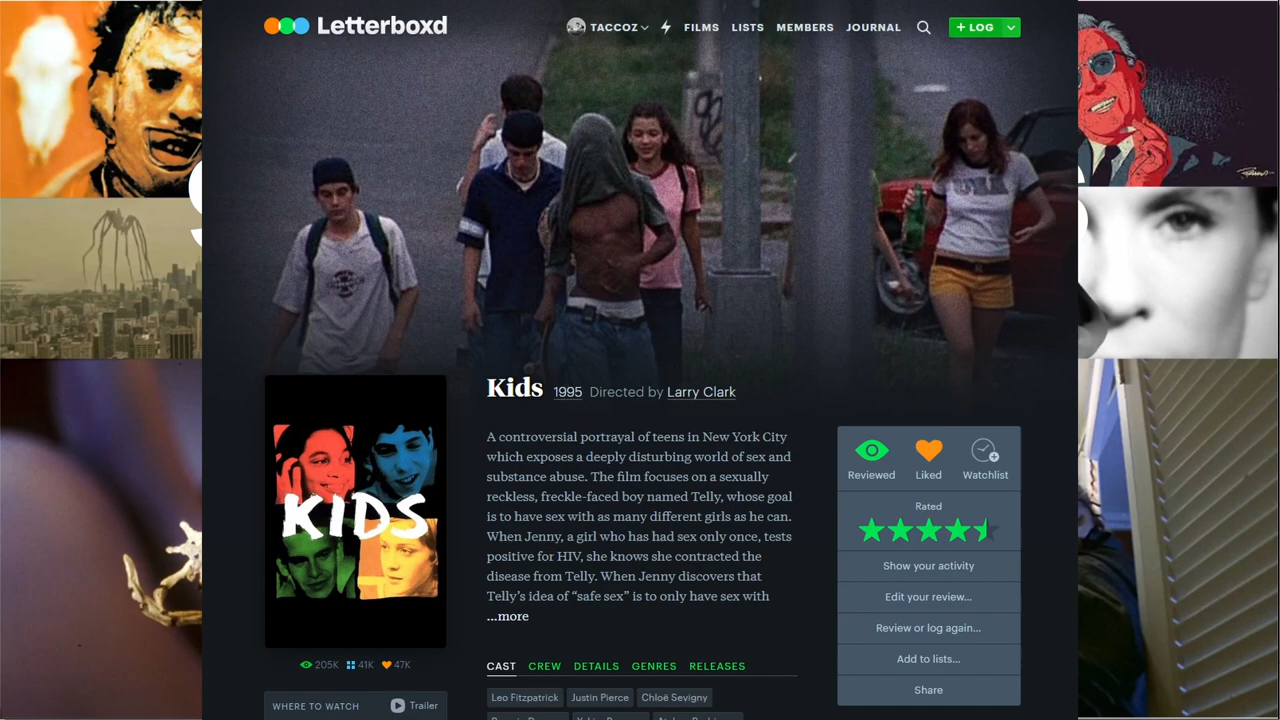 Letterboxd
TACCOZ
FILMS
LISTS
MEMBERS
JOURNAL
+ LOG
Kids 1995 Directed by Larry Clark
A controversial portrayal of teens in New York City
which exposes a deeply disturbing world of sex and
substance abuse. The film focuses on a sexually
reckless, freckle-faced boy named Telly, whose goal
is to have sex with as many different girls as he can.
When Jenny, a girl who has had sex only once, tests
positive for HIV, she knows she contracted the
disease from Telly. When Jenny discovers that
Telly’s idea of “safe sex” is to only have sex with
...more
KIDS
205K 41K 47K
WHERE TO WATCH Trailer
CAST CREW DETAILS GENRES RELEASES
Leo Fitzpatrick Justin Pierce Chloë Sevigny
Reviewed Liked Watchlist
Rated
Show your activity
Edit your review...
Review or log again...
Add to lists...
Share